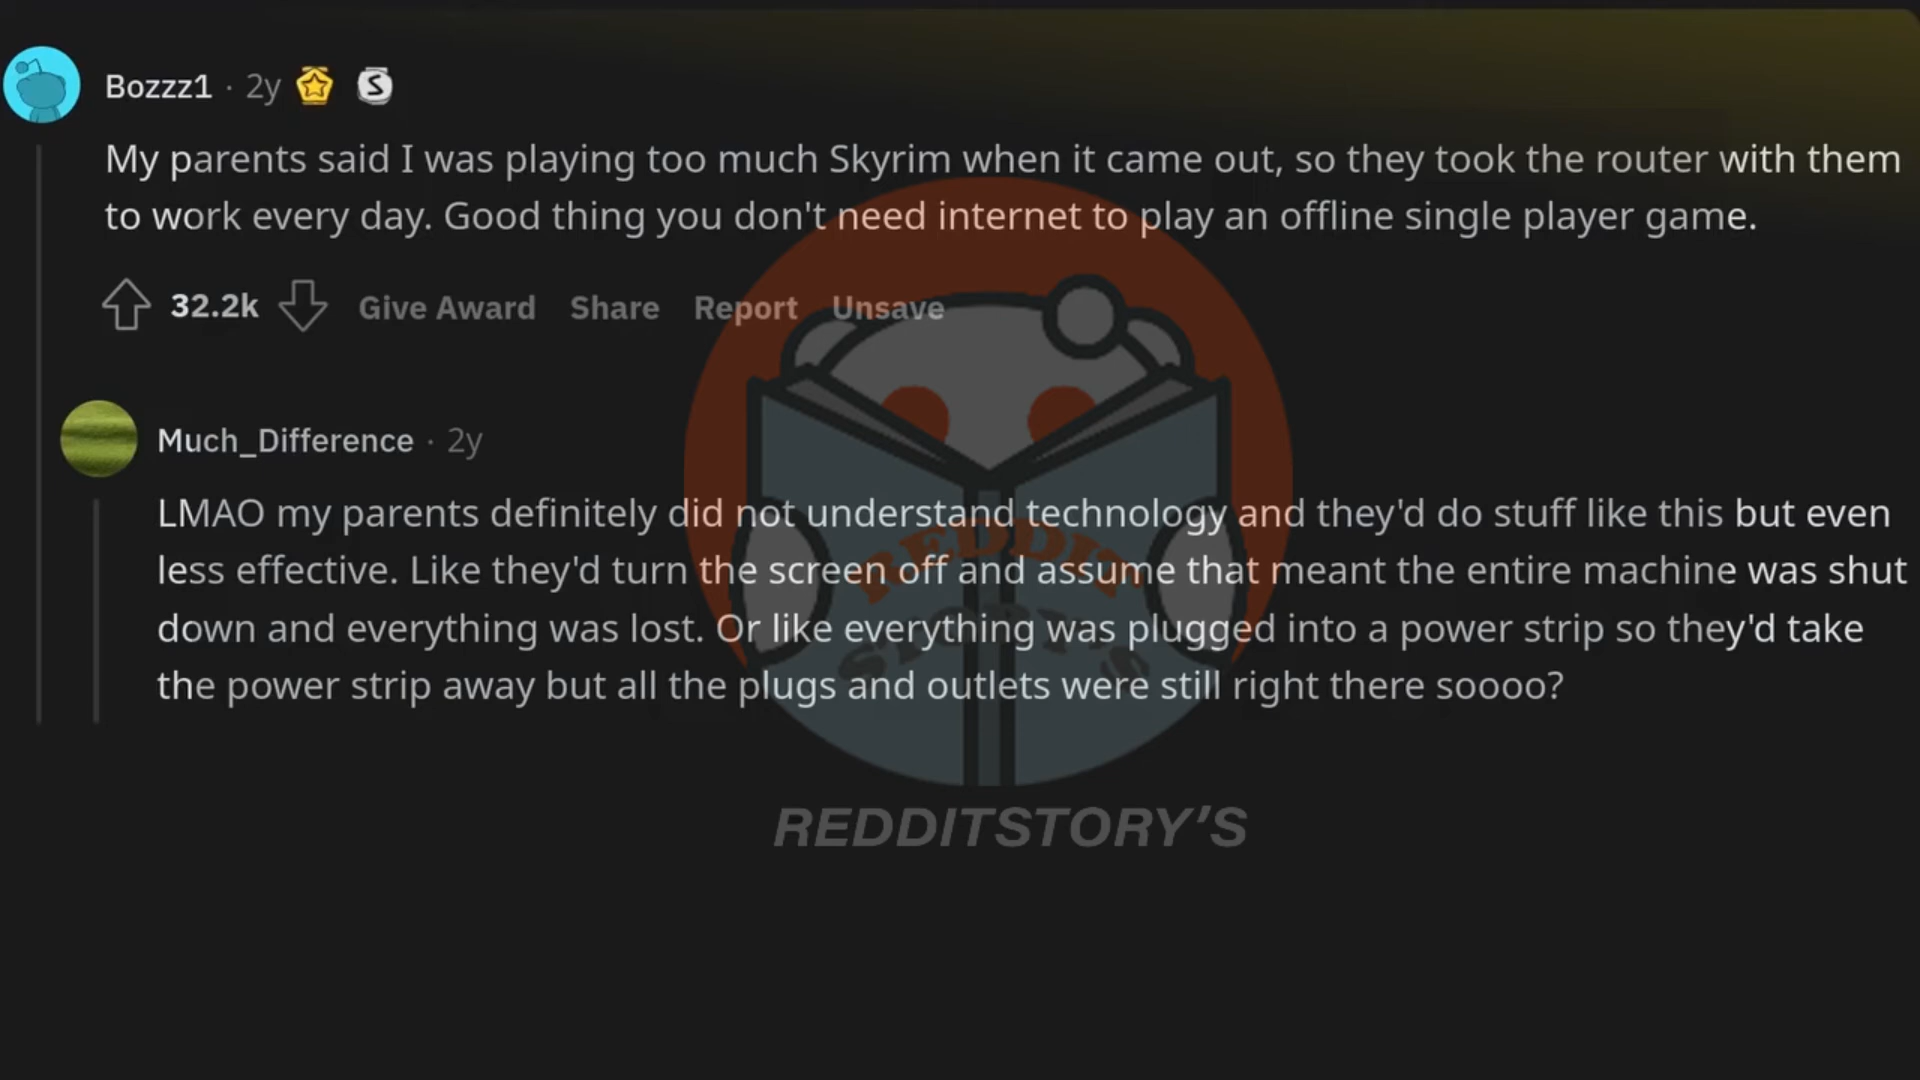 Bozzz1 · 2y
My parents said I was playing too much Skyrim when it came out, so they took the router with them
to work every day. Good thing you don't need internet to play an offline single player game.
32.2k Give Award Share Report Unsave
Much_Difference · 2y
LMAO my parents definitely did not understand technology and they'd do stuff like this but even
less effective. Like they'd turn the screen off and assume that meant the entire machine was shut
down and everything was lost. Or like everything was plugged into a power strip so they'd take
the power strip away but all the plugs and outlets were still right there soooo?
REDDIT
STORY'S
REDDITSTORY'S